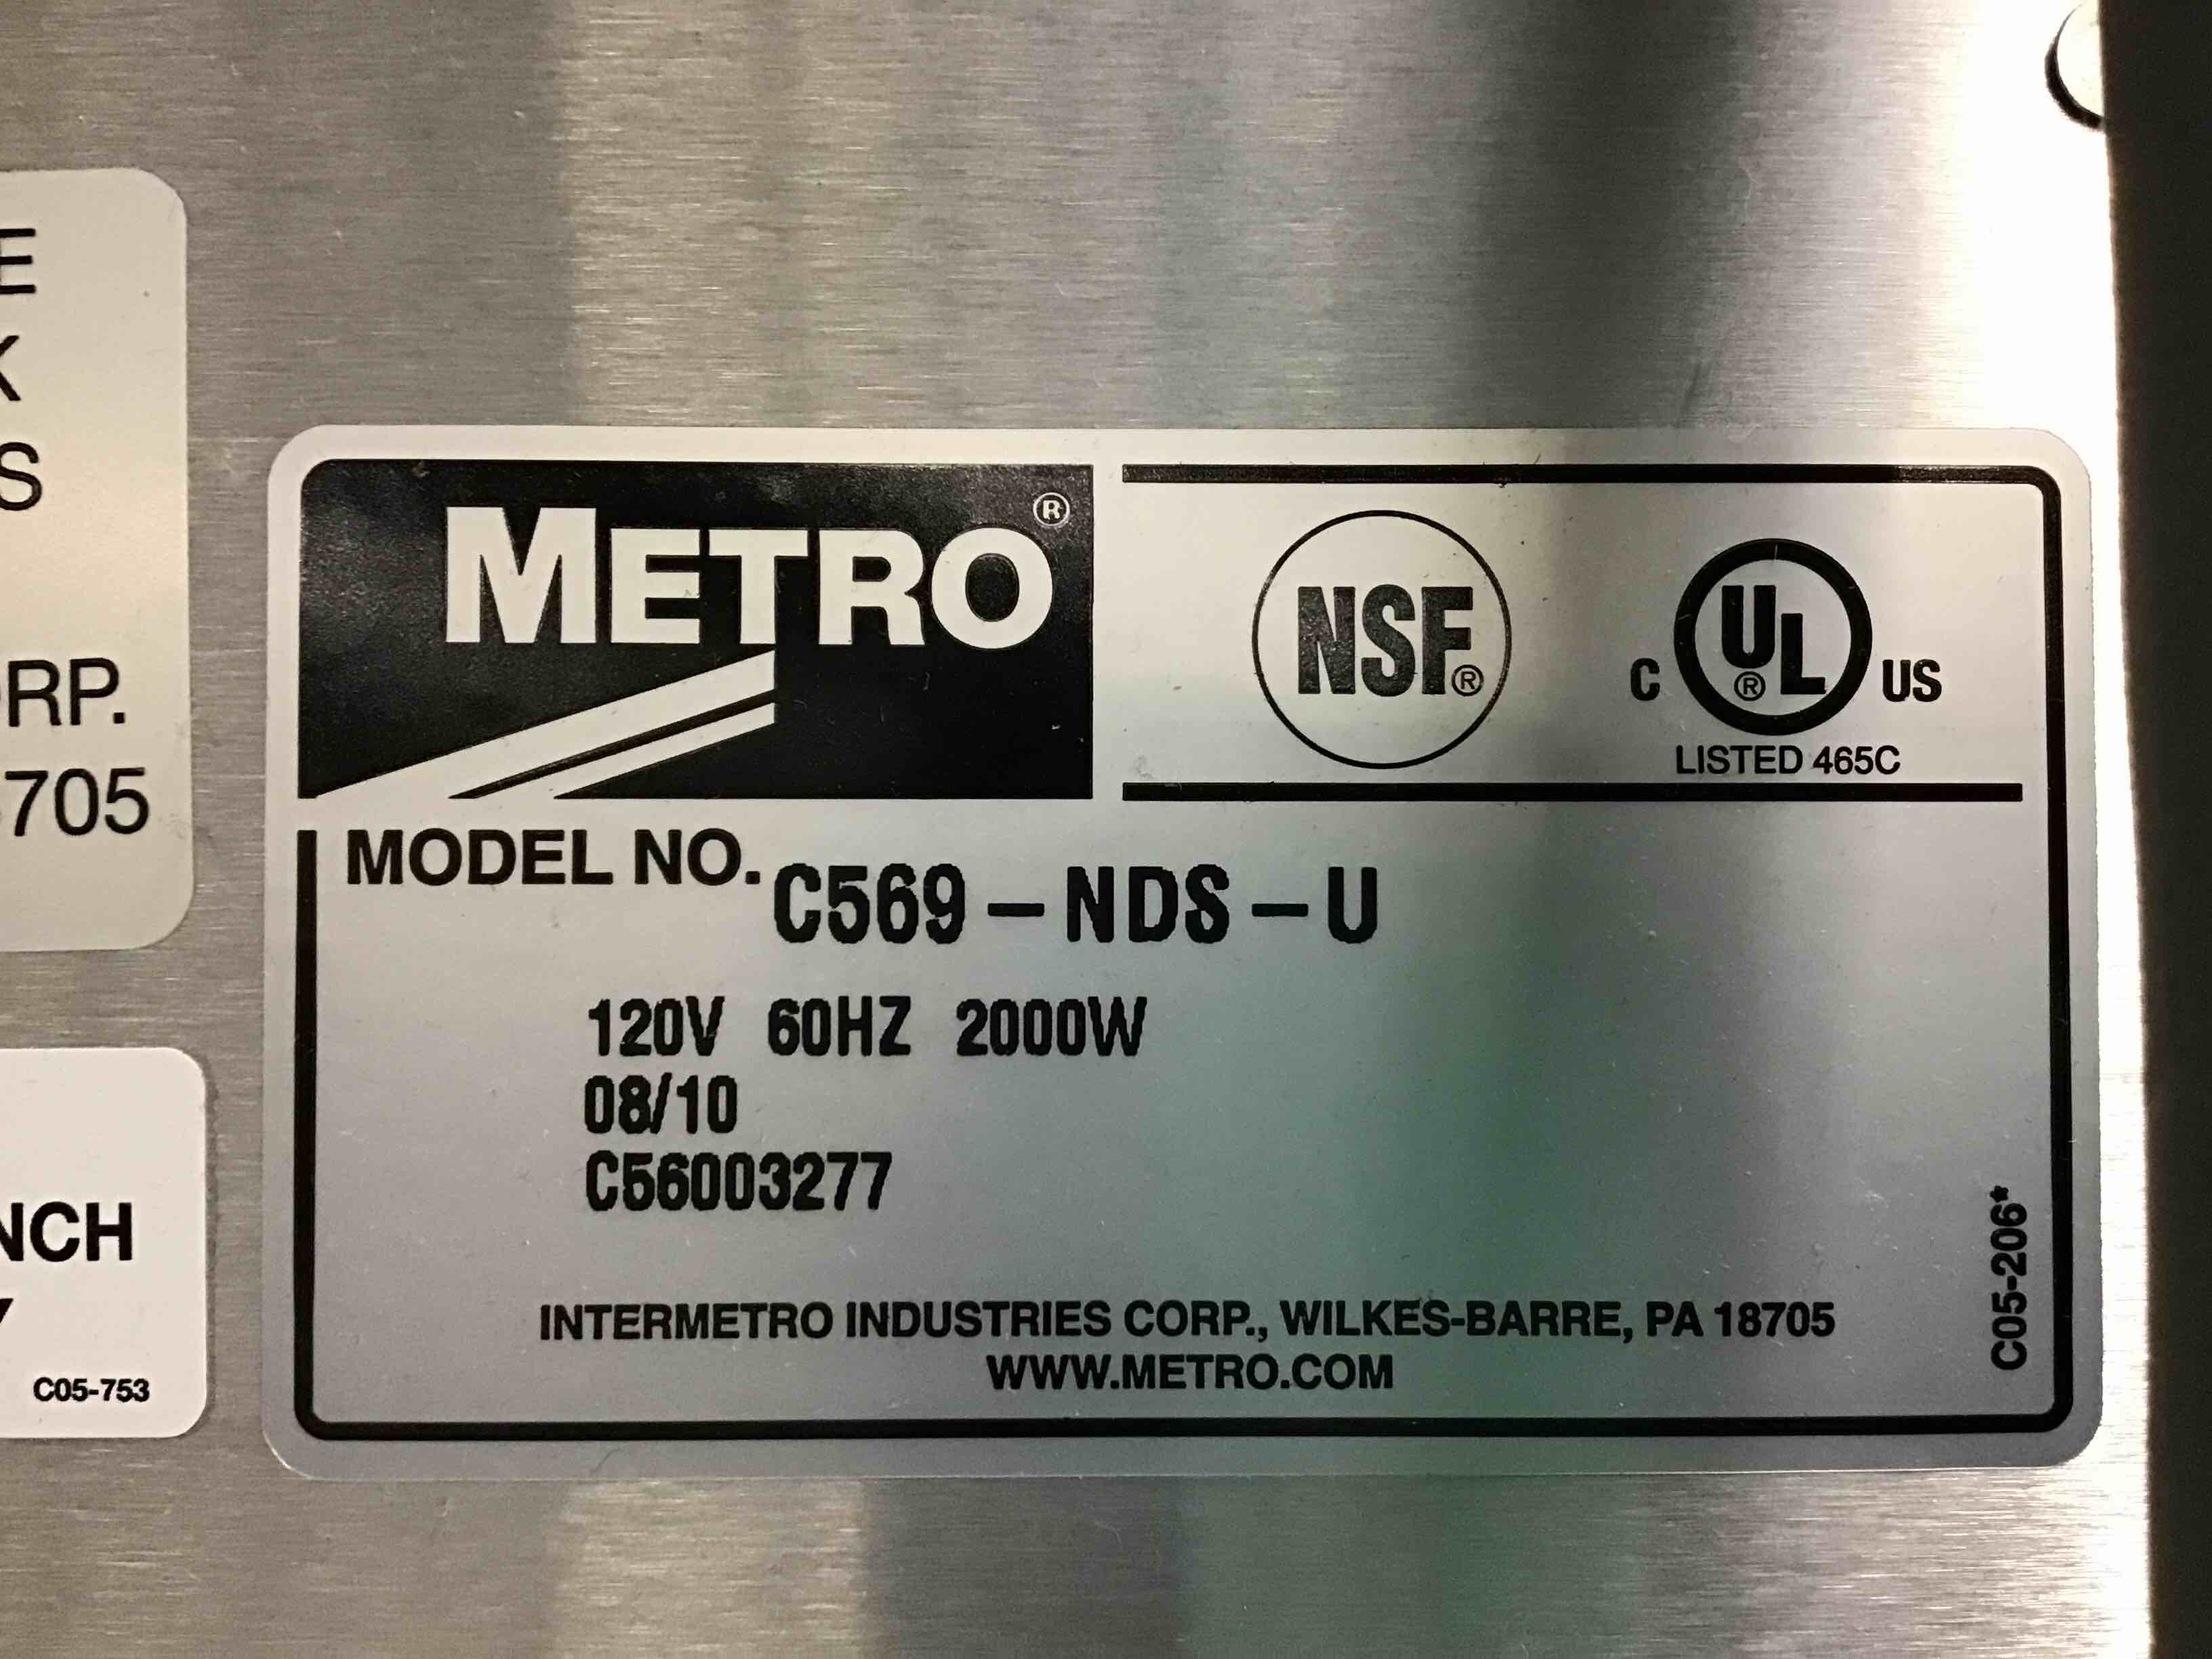 E
K
S
RP.
705
NCH
Y
C05-753
METRO®
NSF®
C UL® US
LISTED 465C
MODEL NO. C569-NDS-U
120V 60HZ 2000W
08/10
C56003277
INTERMETRO INDUSTRIES CORP., WILKES-BARRE, PA 18705
WWW.METRO.COM
C05-206*